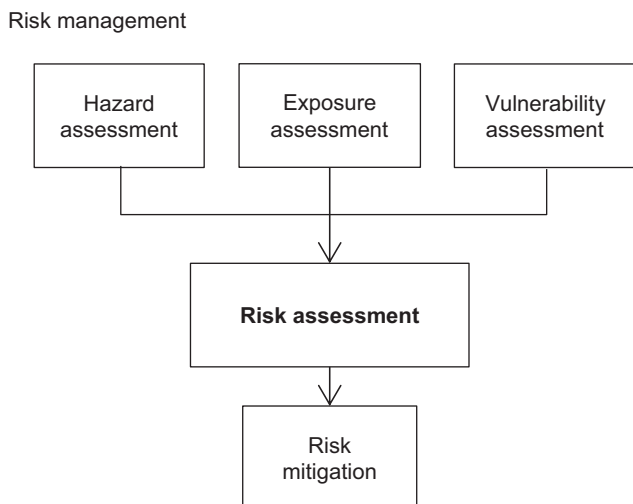 Risk management
Hazard
assessment
Exposure
assessment
Vulnerability
assessment
Risk assessment
Risk
mitigation